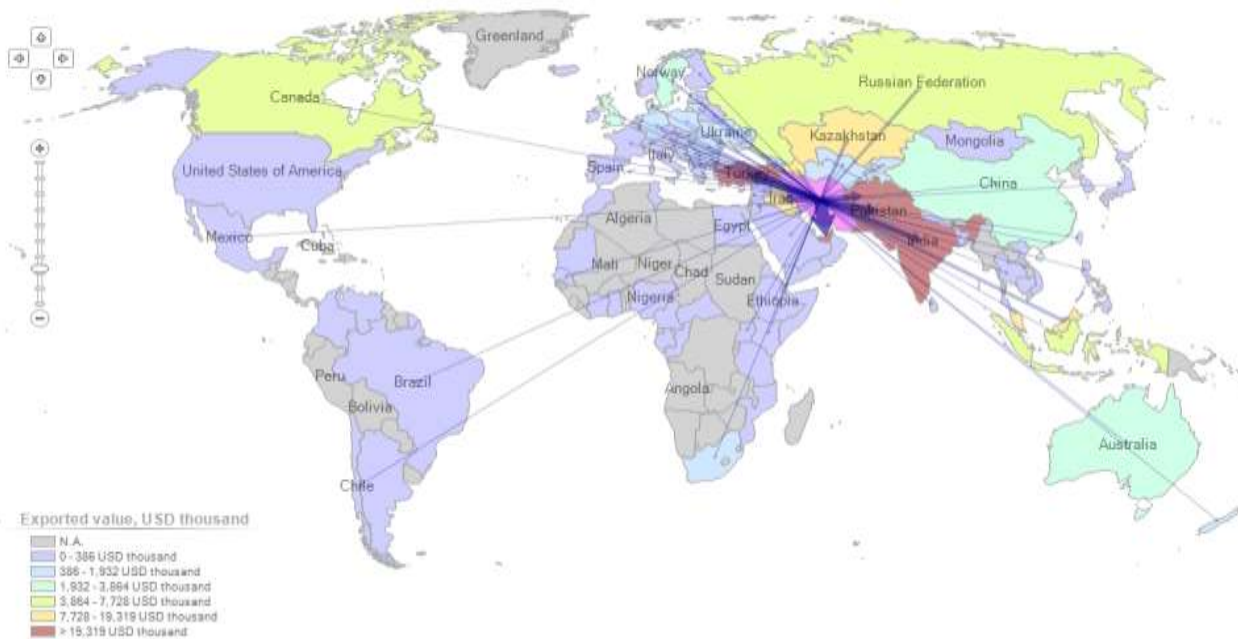 Greenland
Norway
Russian Federation
Canada
Ukraine
Kazakhstan
Mongolia
Italy
United States of America
Spain
Turkey
China
Iraq
Pakistan
Algeria
Egypt
India
Mexico
Cuba
Mali
Niger
Chad
Sudan
Nigeria
Ethiopia
Peru
Brazil
Angola
Bolivia
Australia
Chile
Exported value, USD thousand
N.A.
0 - 386 USD thousand
386 - 1,932 USD thousand
1,932 - 3,864 USD thousand
3,864 - 7,728 USD thousand
7,728 - 19,319 USD thousand
> 19,319 USD thousand